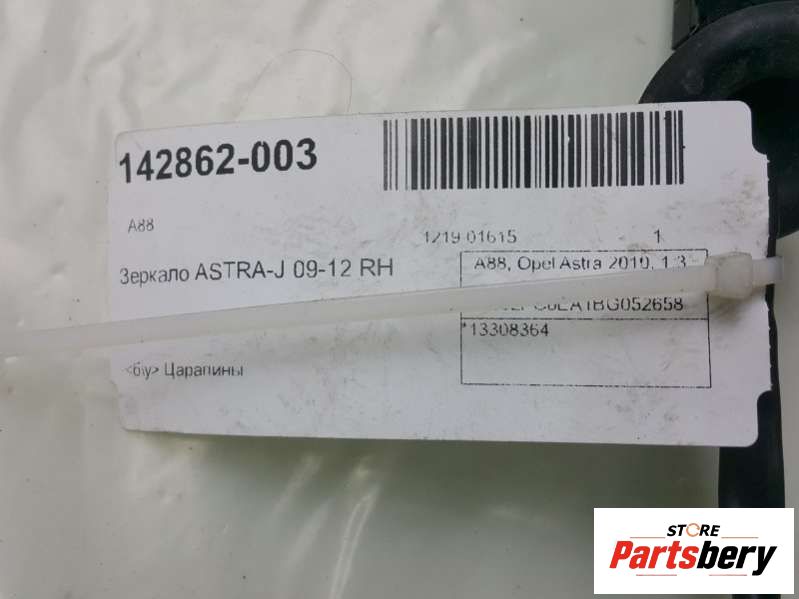 142862-003
A88
1219 01615 1
Зеркало ASTRA-J 09-12 RH
A88, Opel Astra 2010, 1.3
*13308364
<б\у> Царапины
STORE
Partsbery